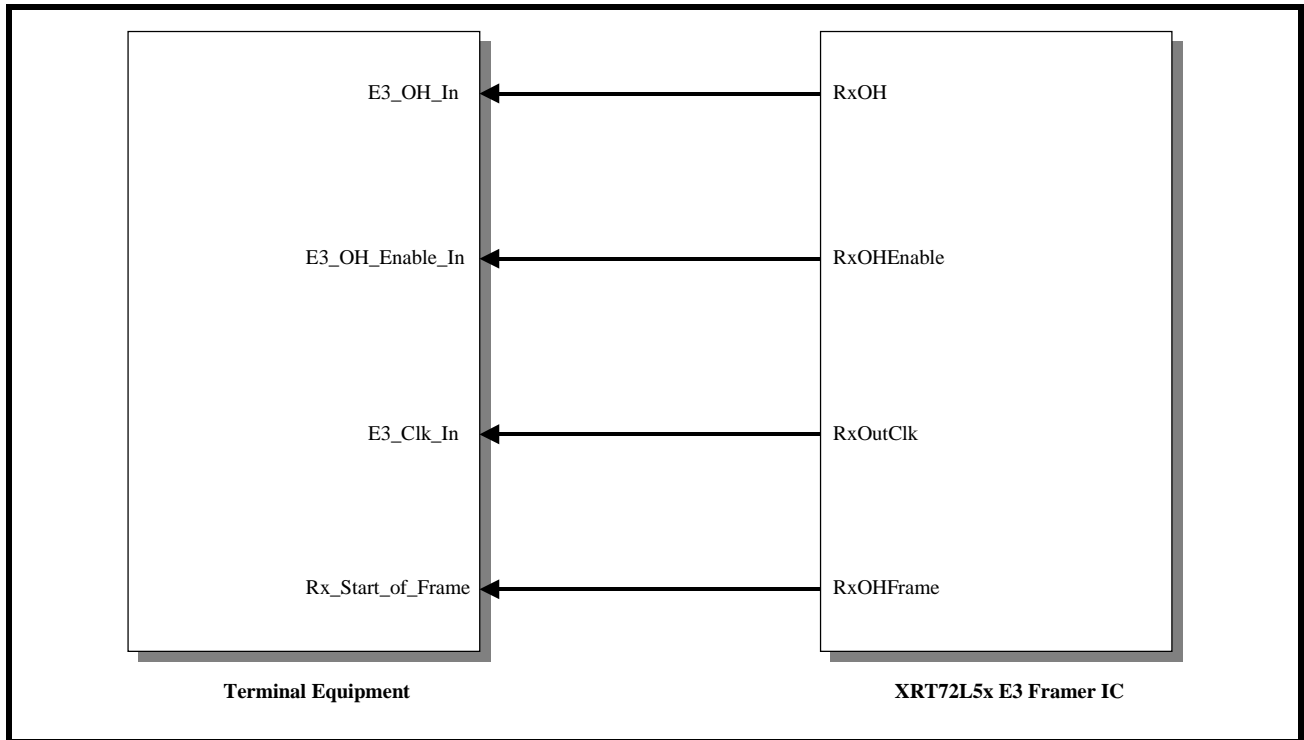 E3_OH_In
RxOH
E3_OH_Enable_In
RxOHEnable
E3_Clk_In
RxOutClk
Rx_Start_of_Frame
RxOHFrame
Terminal Equipment
XRT72L5x E3 Framer IC